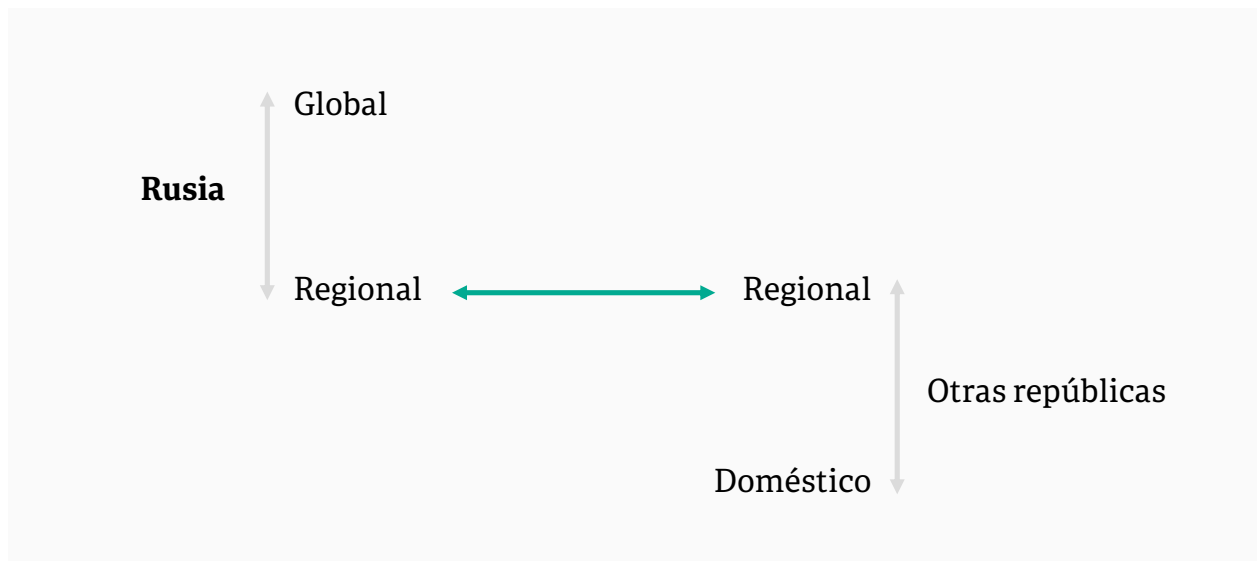 Global
Rusia
Regional
Regional
Otras repúblicas
Doméstico